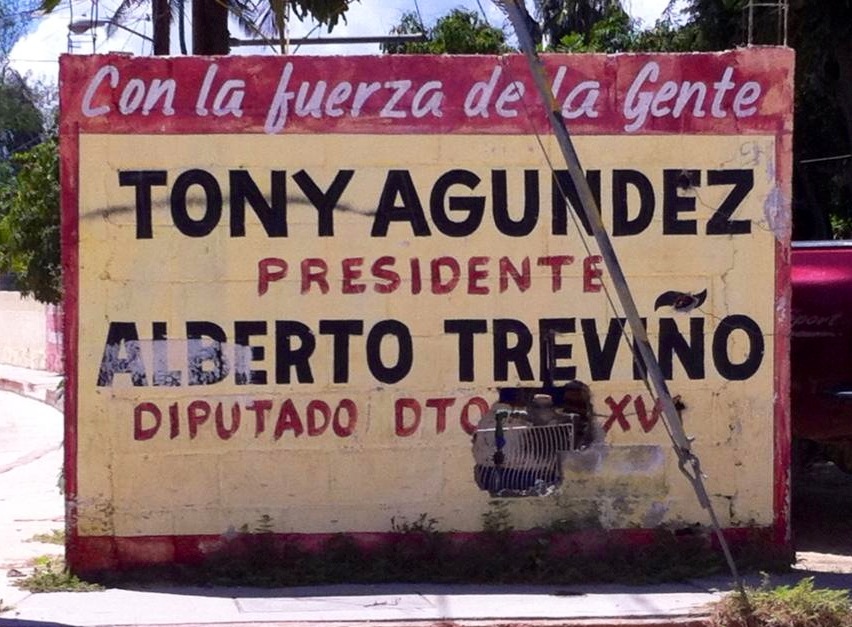 Con la fuerza de la Gente
TONY AGUNDEZ
PRESIDENTE
ALBERTO TREVIÑO
DIPUTADO DTO XV